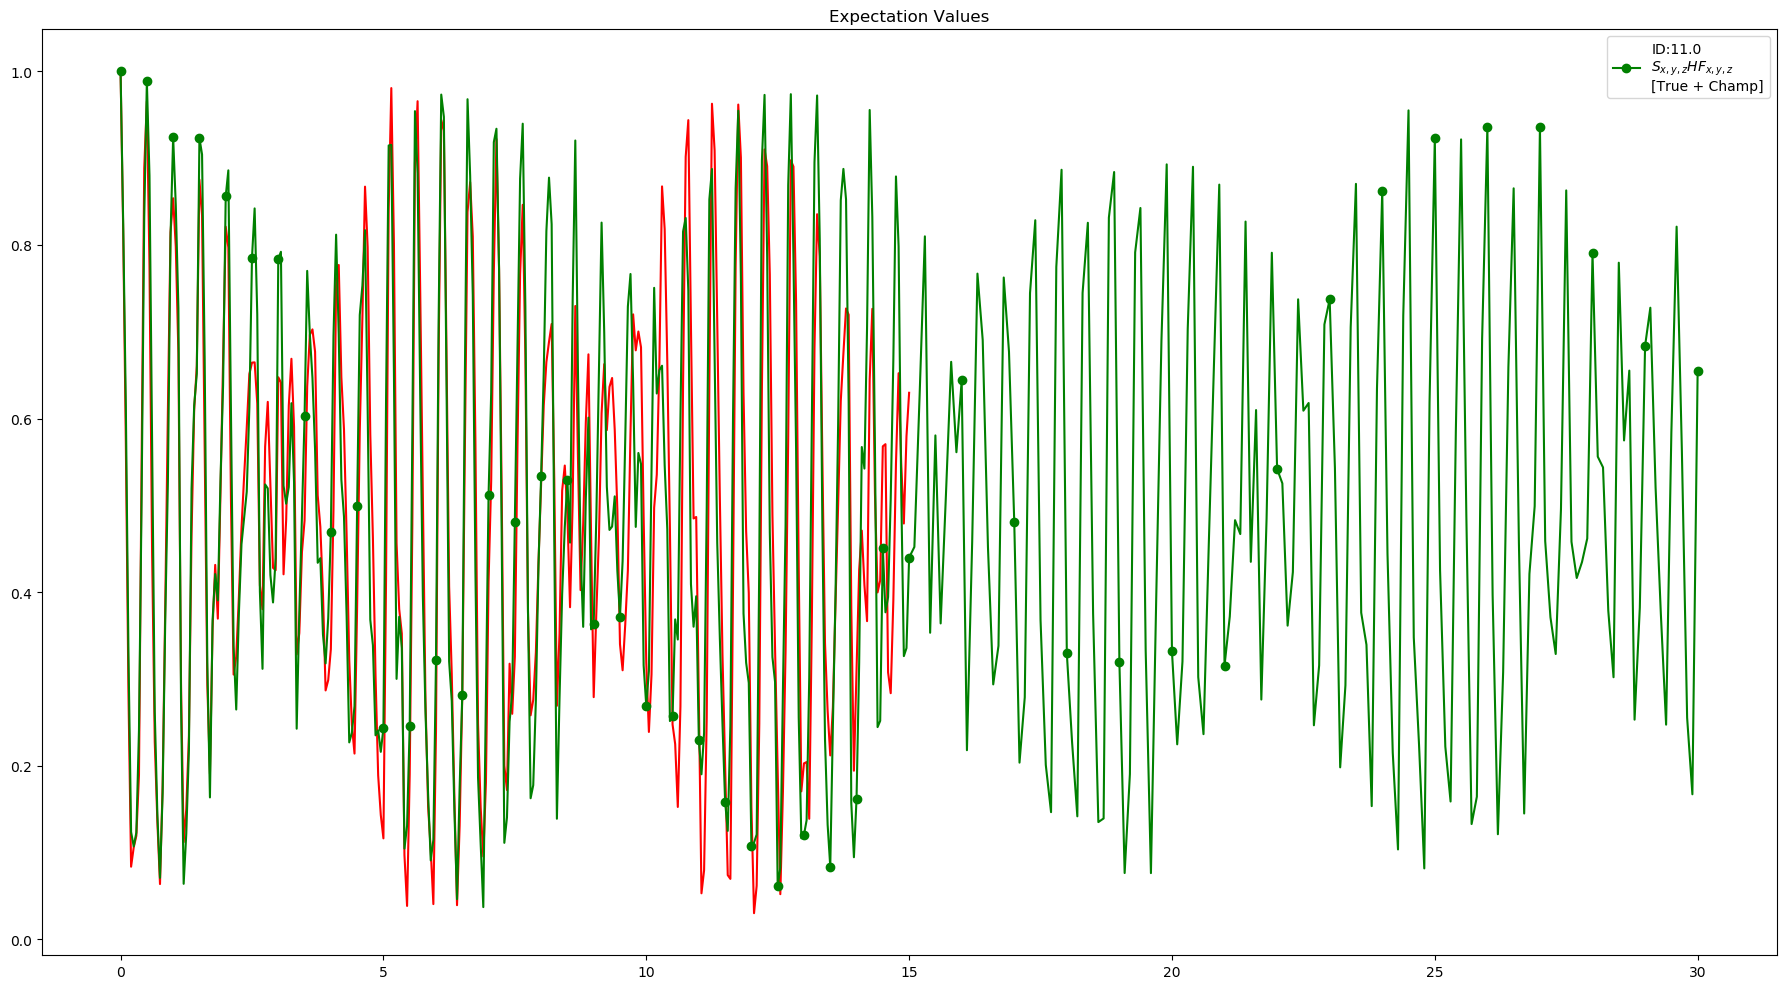 Expectation Values
ID:11.0
S_{x,y,z}HF_{x,y,z}
[True + Champ]
1.0
0.8
0.6
0.4
0.2
0.0
0 5 10 15 20 25 30